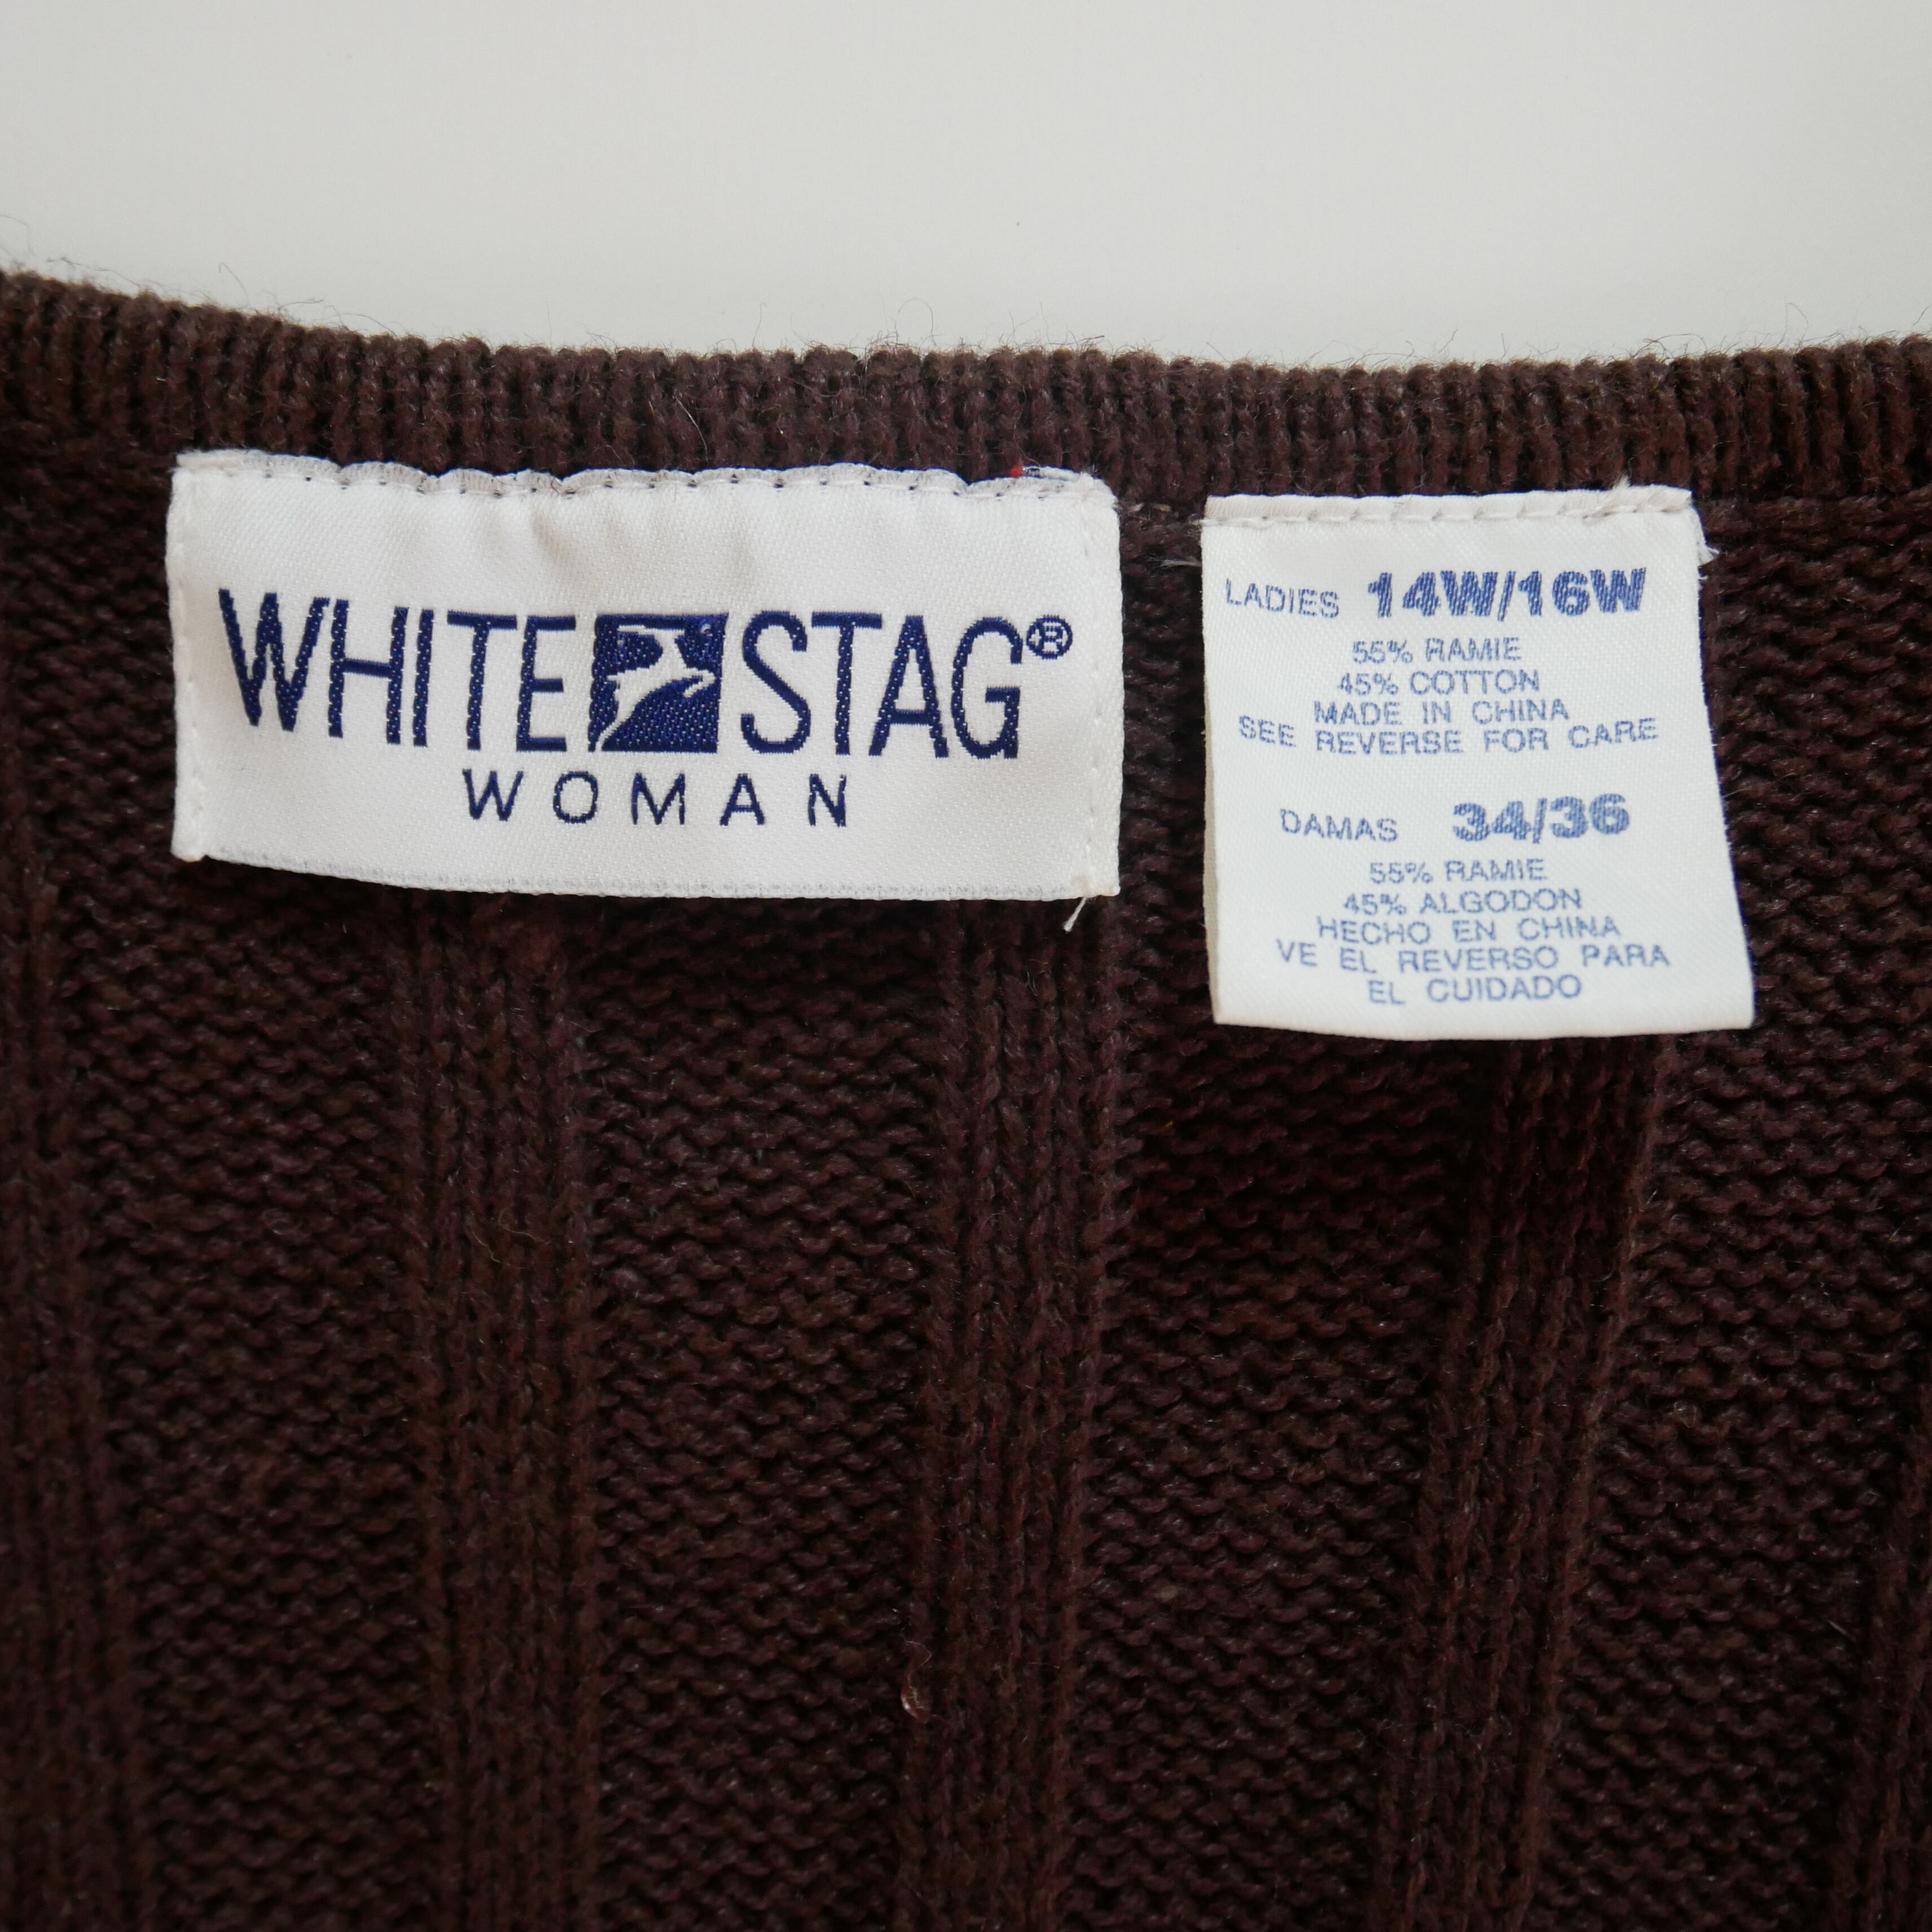 WHITE STAG®
WOMAN
LADIES 14W/16W
55% RAMIE
45% COTTON
MADE IN CHINA
SEE REVERSE FOR CARE
DAMAS 34/36
55% RAMIE
45% ALGODON
HECHO EN CHINA
VE EL REVERSO PARA
EL CUIDADO